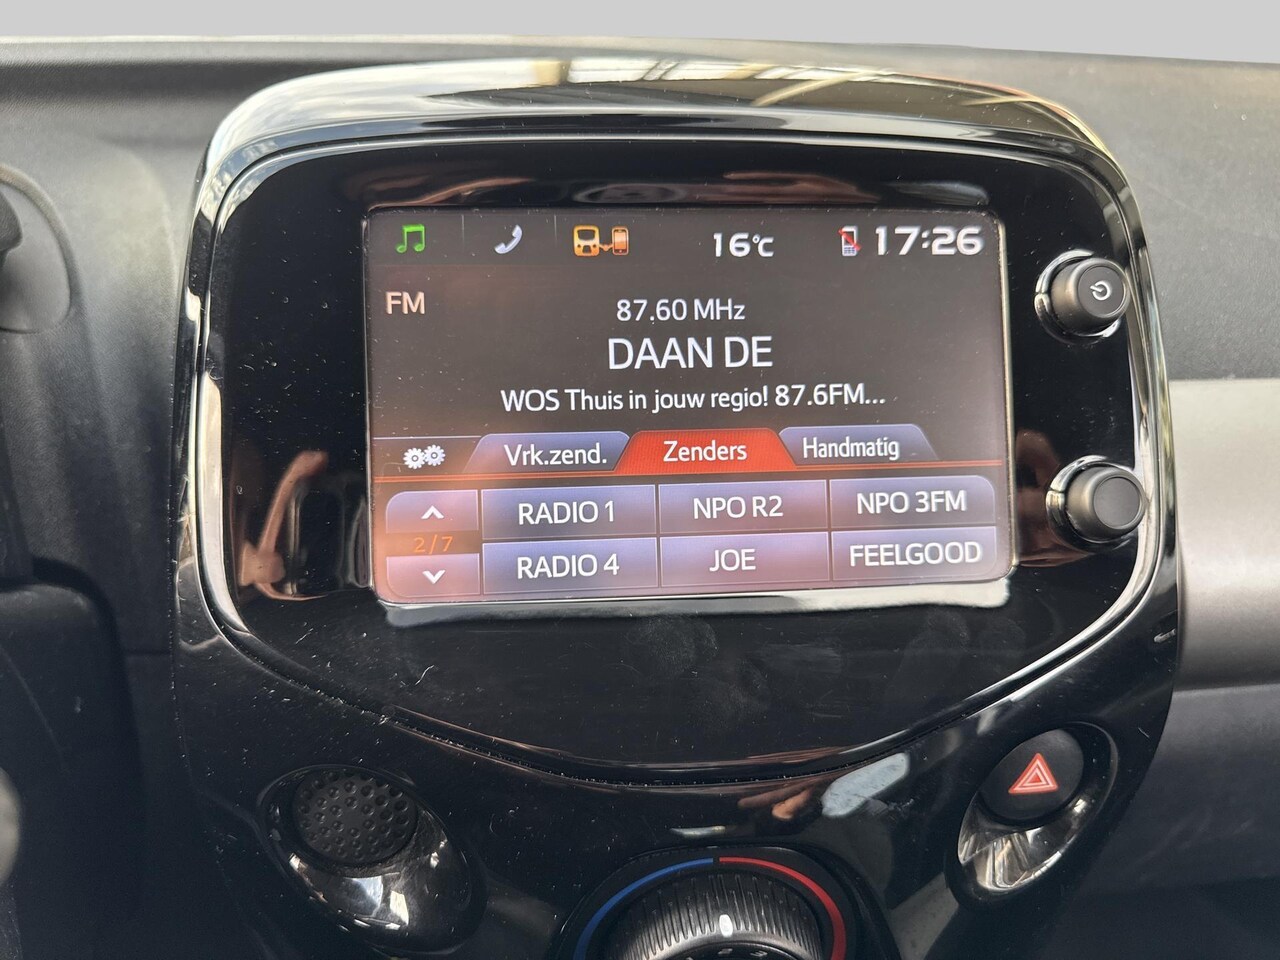 16°C 17:26
FM
87.60 MHz
DAAN DE
WOS Thuis in jouw regio! 87.6FM...
Vrk.zend. Zenders Handmatig
RADIO 1 NPO R2 NPO 3FM
2/7
RADIO 4 JOE FEELGOOD